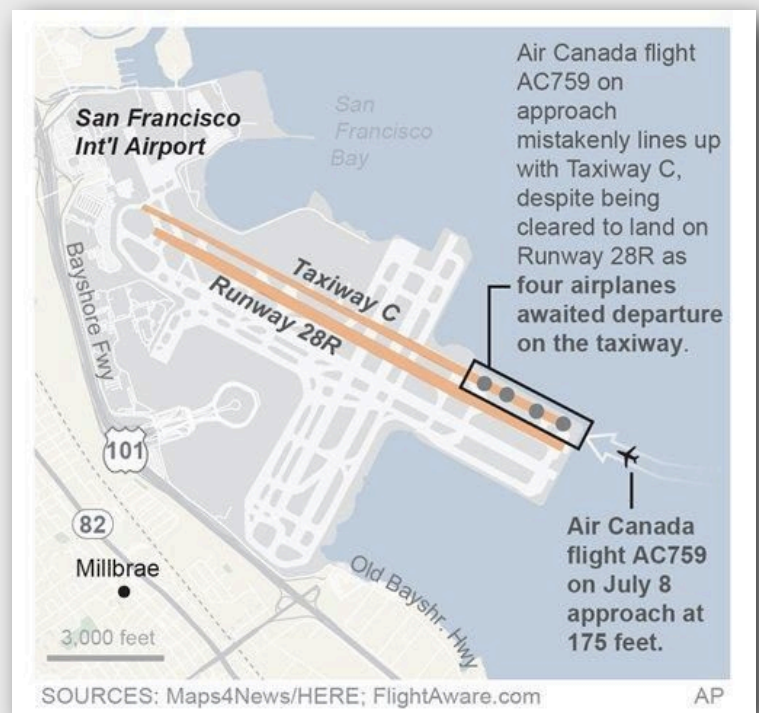 San Francisco
Int'l Airport
San
Francisco
Bay
Air Canada flight
AC759 on
approach
mistakenly lines up
with Taxiway C,
despite being
cleared to land on
Runway 28R as
four airplanes
awaited departure
on the taxiway.
Taxiway C
Runway 28R
Bayshore Fwy
101
82
Millbrae
3,000 feet
Old Bayshr. Hwy
Air Canada
flight AC759
on July 8
approach at
175 feet.
SOURCES: Maps4News/HERE; FlightAware.com
AP